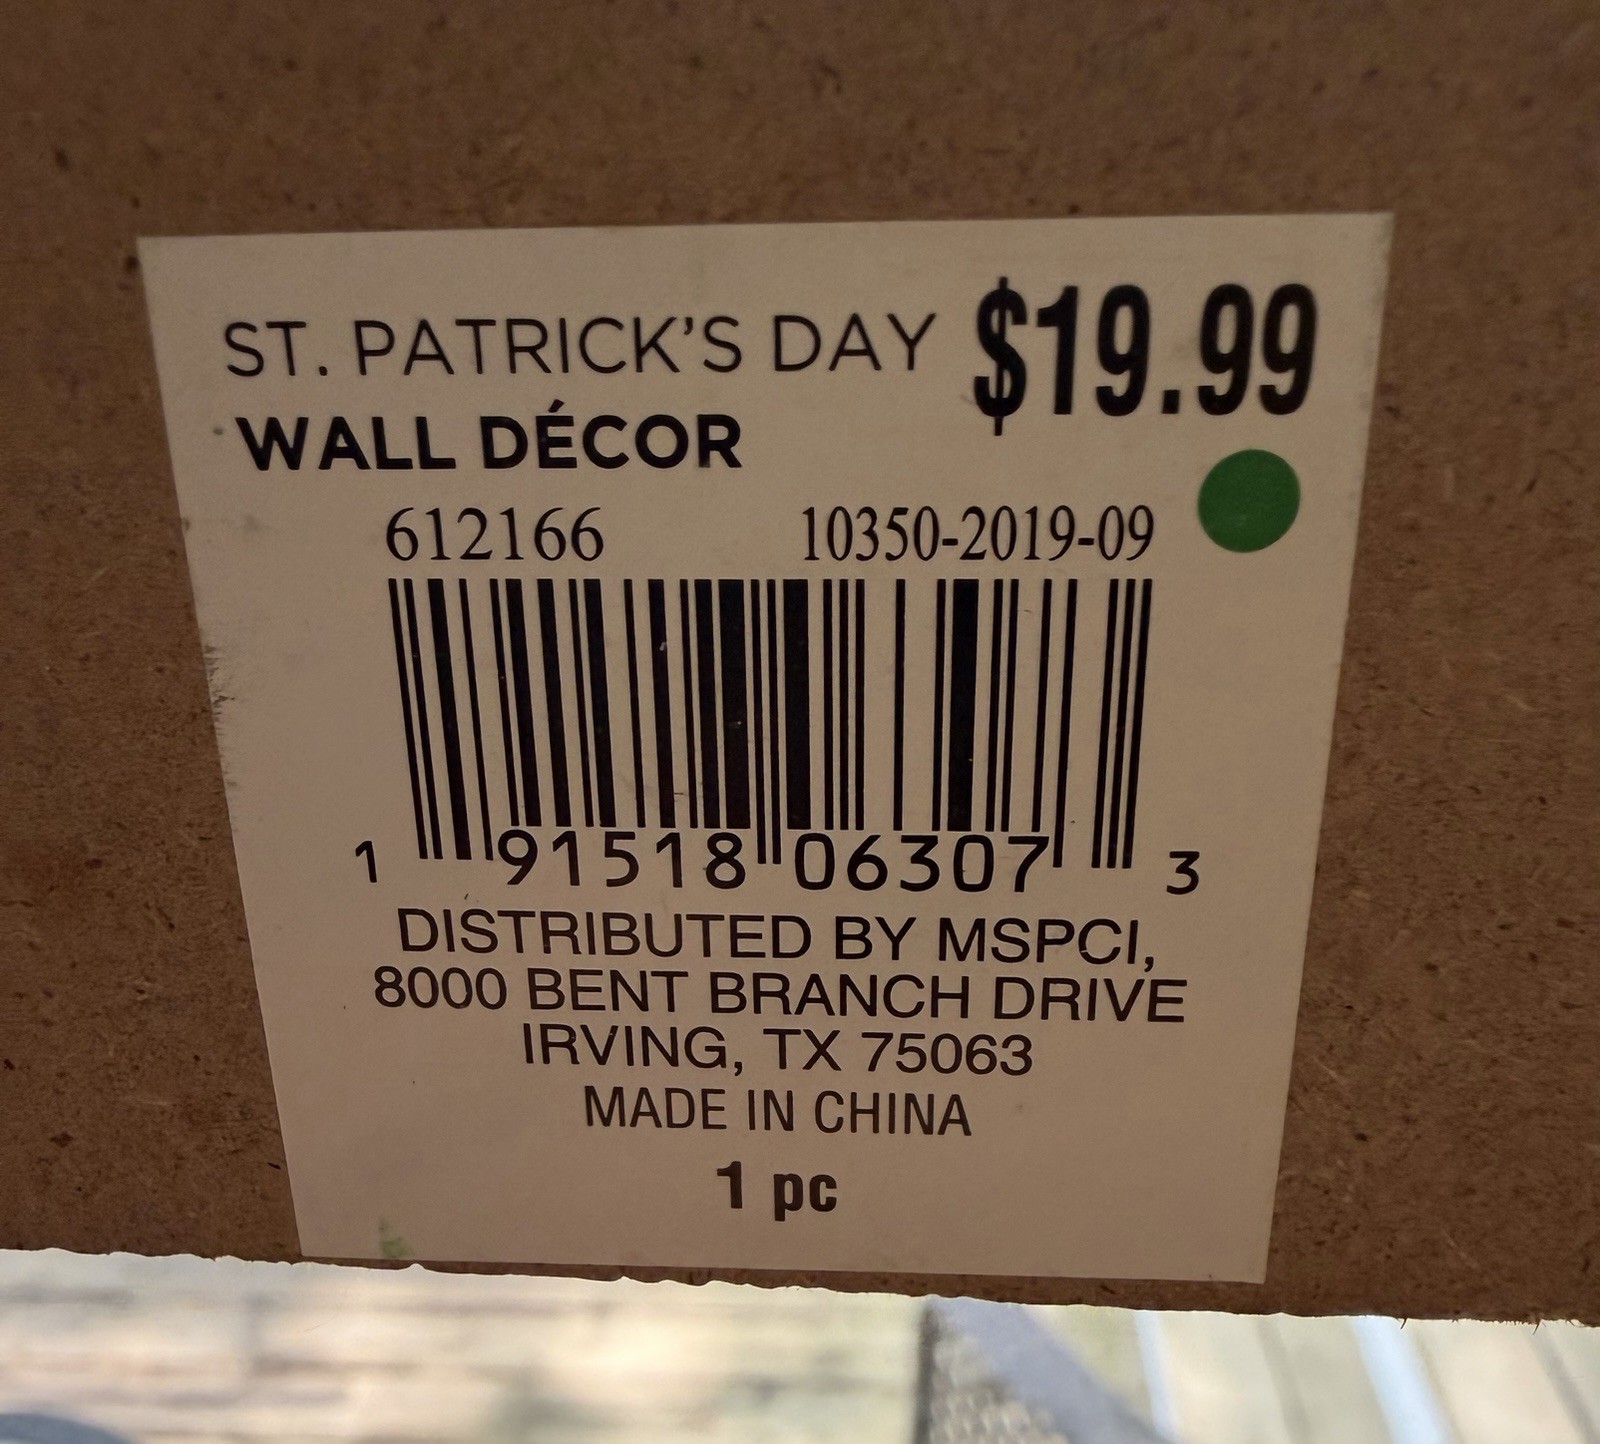 ST. PATRICK'S DAY $19.99
WALL DÉCOR
612166 10350-2019-09
1 91518 06307 3
DISTRIBUTED BY MSPCI,
8000 BENT BRANCH DRIVE
IRVING, TX 75063
MADE IN CHINA
1 pc